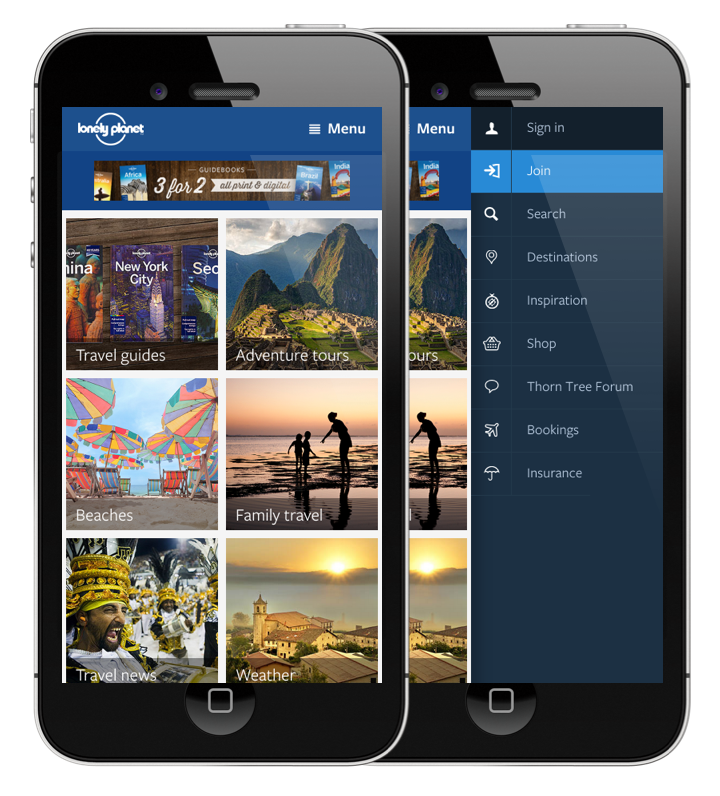 lonely planet
Menu
GUIDEBOOKS
Africa
3 for 2
all print & digital
Brazil
India
hina
New York
City
Seo
Travel guides
Adventure tours
Beaches
Family travel
Travel news
Weather
Menu
India
ours
l
Sign in
Join
Search
Destinations
Inspiration
Shop
Thorn Tree Forum
Bookings
Insurance